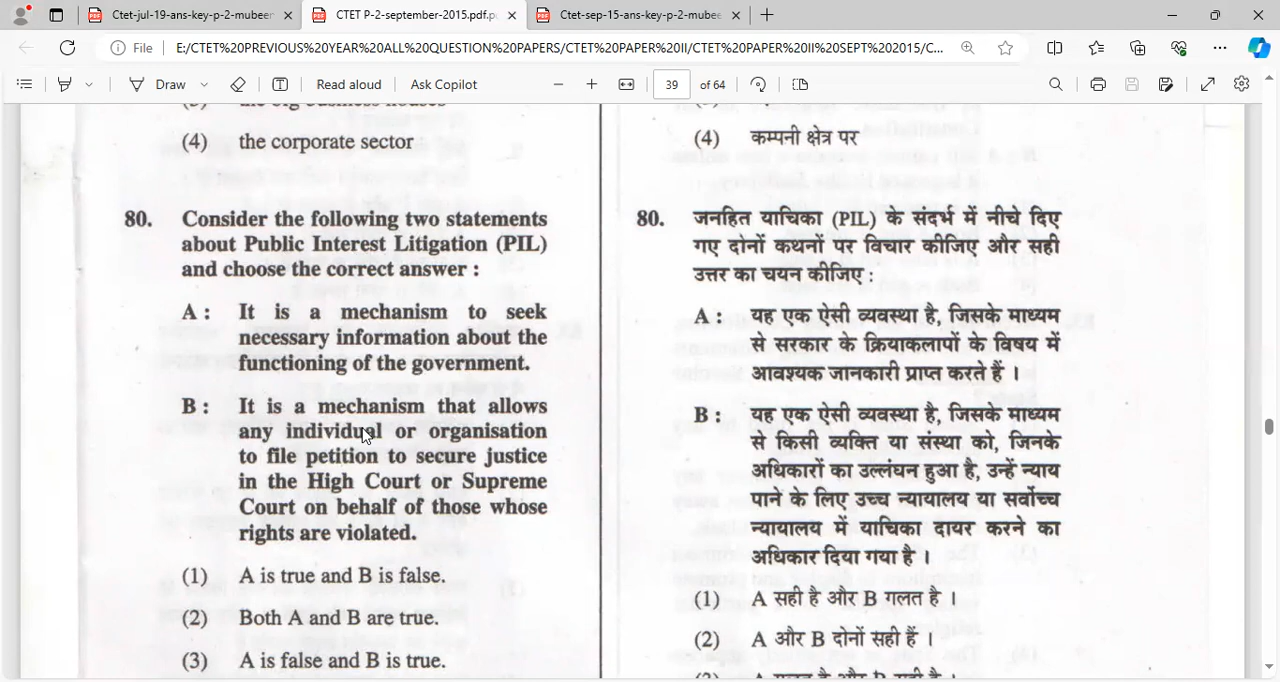 Ctet-jul-19-ans-key-p-2-mubee
CTET P-2-september-2015.pdf.p
Ctet-sep-15-ans-key-p-2-mubee
File
E:/CTET%20PREVIOUS%20YEAR%20ALL%20QUESTION%20PAPERS/CTET%20PAPER%20II/CTET%20PAPER%20II%20SEPT%202015/C...
Draw
Read aloud
Ask Copilot
39 of 64
(4) the corporate sector
80. Consider the following two statements
about Public Interest Litigation (PIL)
and choose the correct answer :
A : It is a mechanism to seek
necessary information about the
functioning of the government.
B : It is a mechanism that allows
any individual or organisation
to file petition to secure justice
in the High Court or Supreme
Court on behalf of those whose
rights are violated.
(1) A is true and B is false.
(2) Both A and B are true.
(3) A is false and B is true.
(4) कम्पनी क्षेत्र पर
80. जनहित याचिका (PIL) के संदर्भ में नीचे दिए
गए दोनों कथनों पर विचार कीजिए और सही
उत्तर का चयन कीजिए :
A : यह एक ऐसी व्यवस्था है, जिसके माध्यम
से सरकार के क्रियाकलापों के विषय में
आवश्यक जानकारी प्राप्त करते हैं ।
B : यह एक ऐसी व्यवस्था है, जिसके माध्यम
से किसी व्यक्ति या संस्था को, जिनके
अधिकारों का उल्लंघन हुआ है, उन्हें न्याय
पाने के लिए उच्च न्यायालय या सर्वोच्च
न्यायालय में याचिका दायर करने का
अधिकार दिया गया है ।
(1) A सही है और B गलत है ।
(2) A और B दोनों सही हैं ।